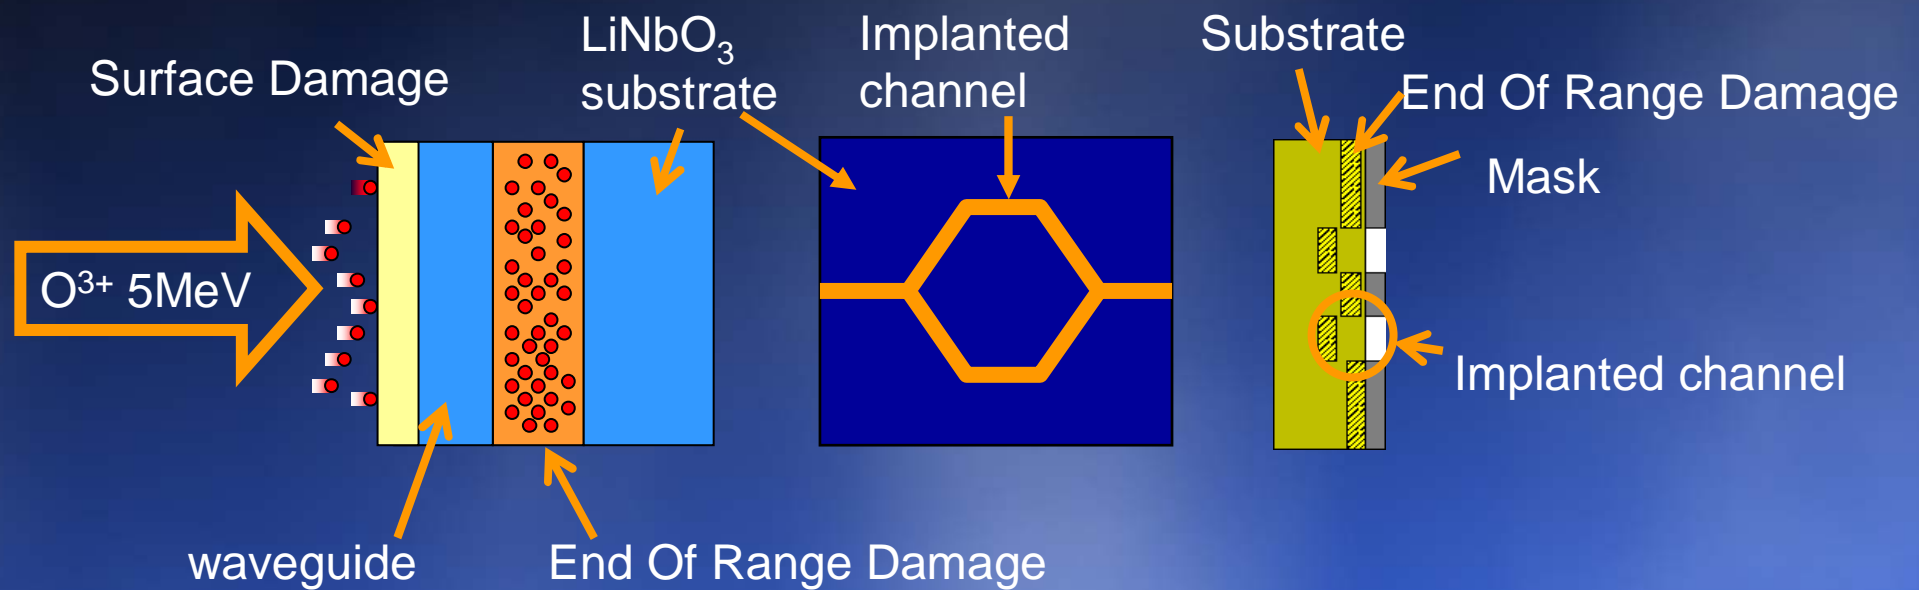 Surface Damage
LiNbO₃
substrate
Implanted
channel
Substrate
End Of Range Damage
Mask
O³⁺ 5MeV
Implanted channel
waveguide
End Of Range Damage